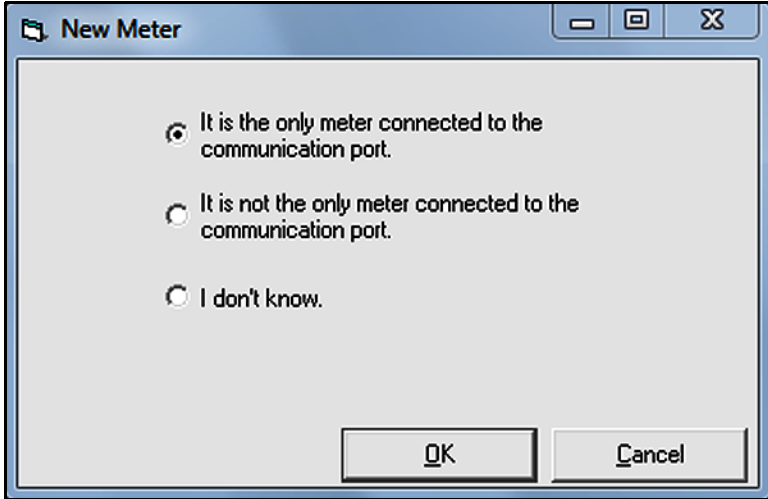 New Meter
It is the only meter connected to the
communication port.
It is not the only meter connected to the
communication port.
I don't know.
OK
Cancel